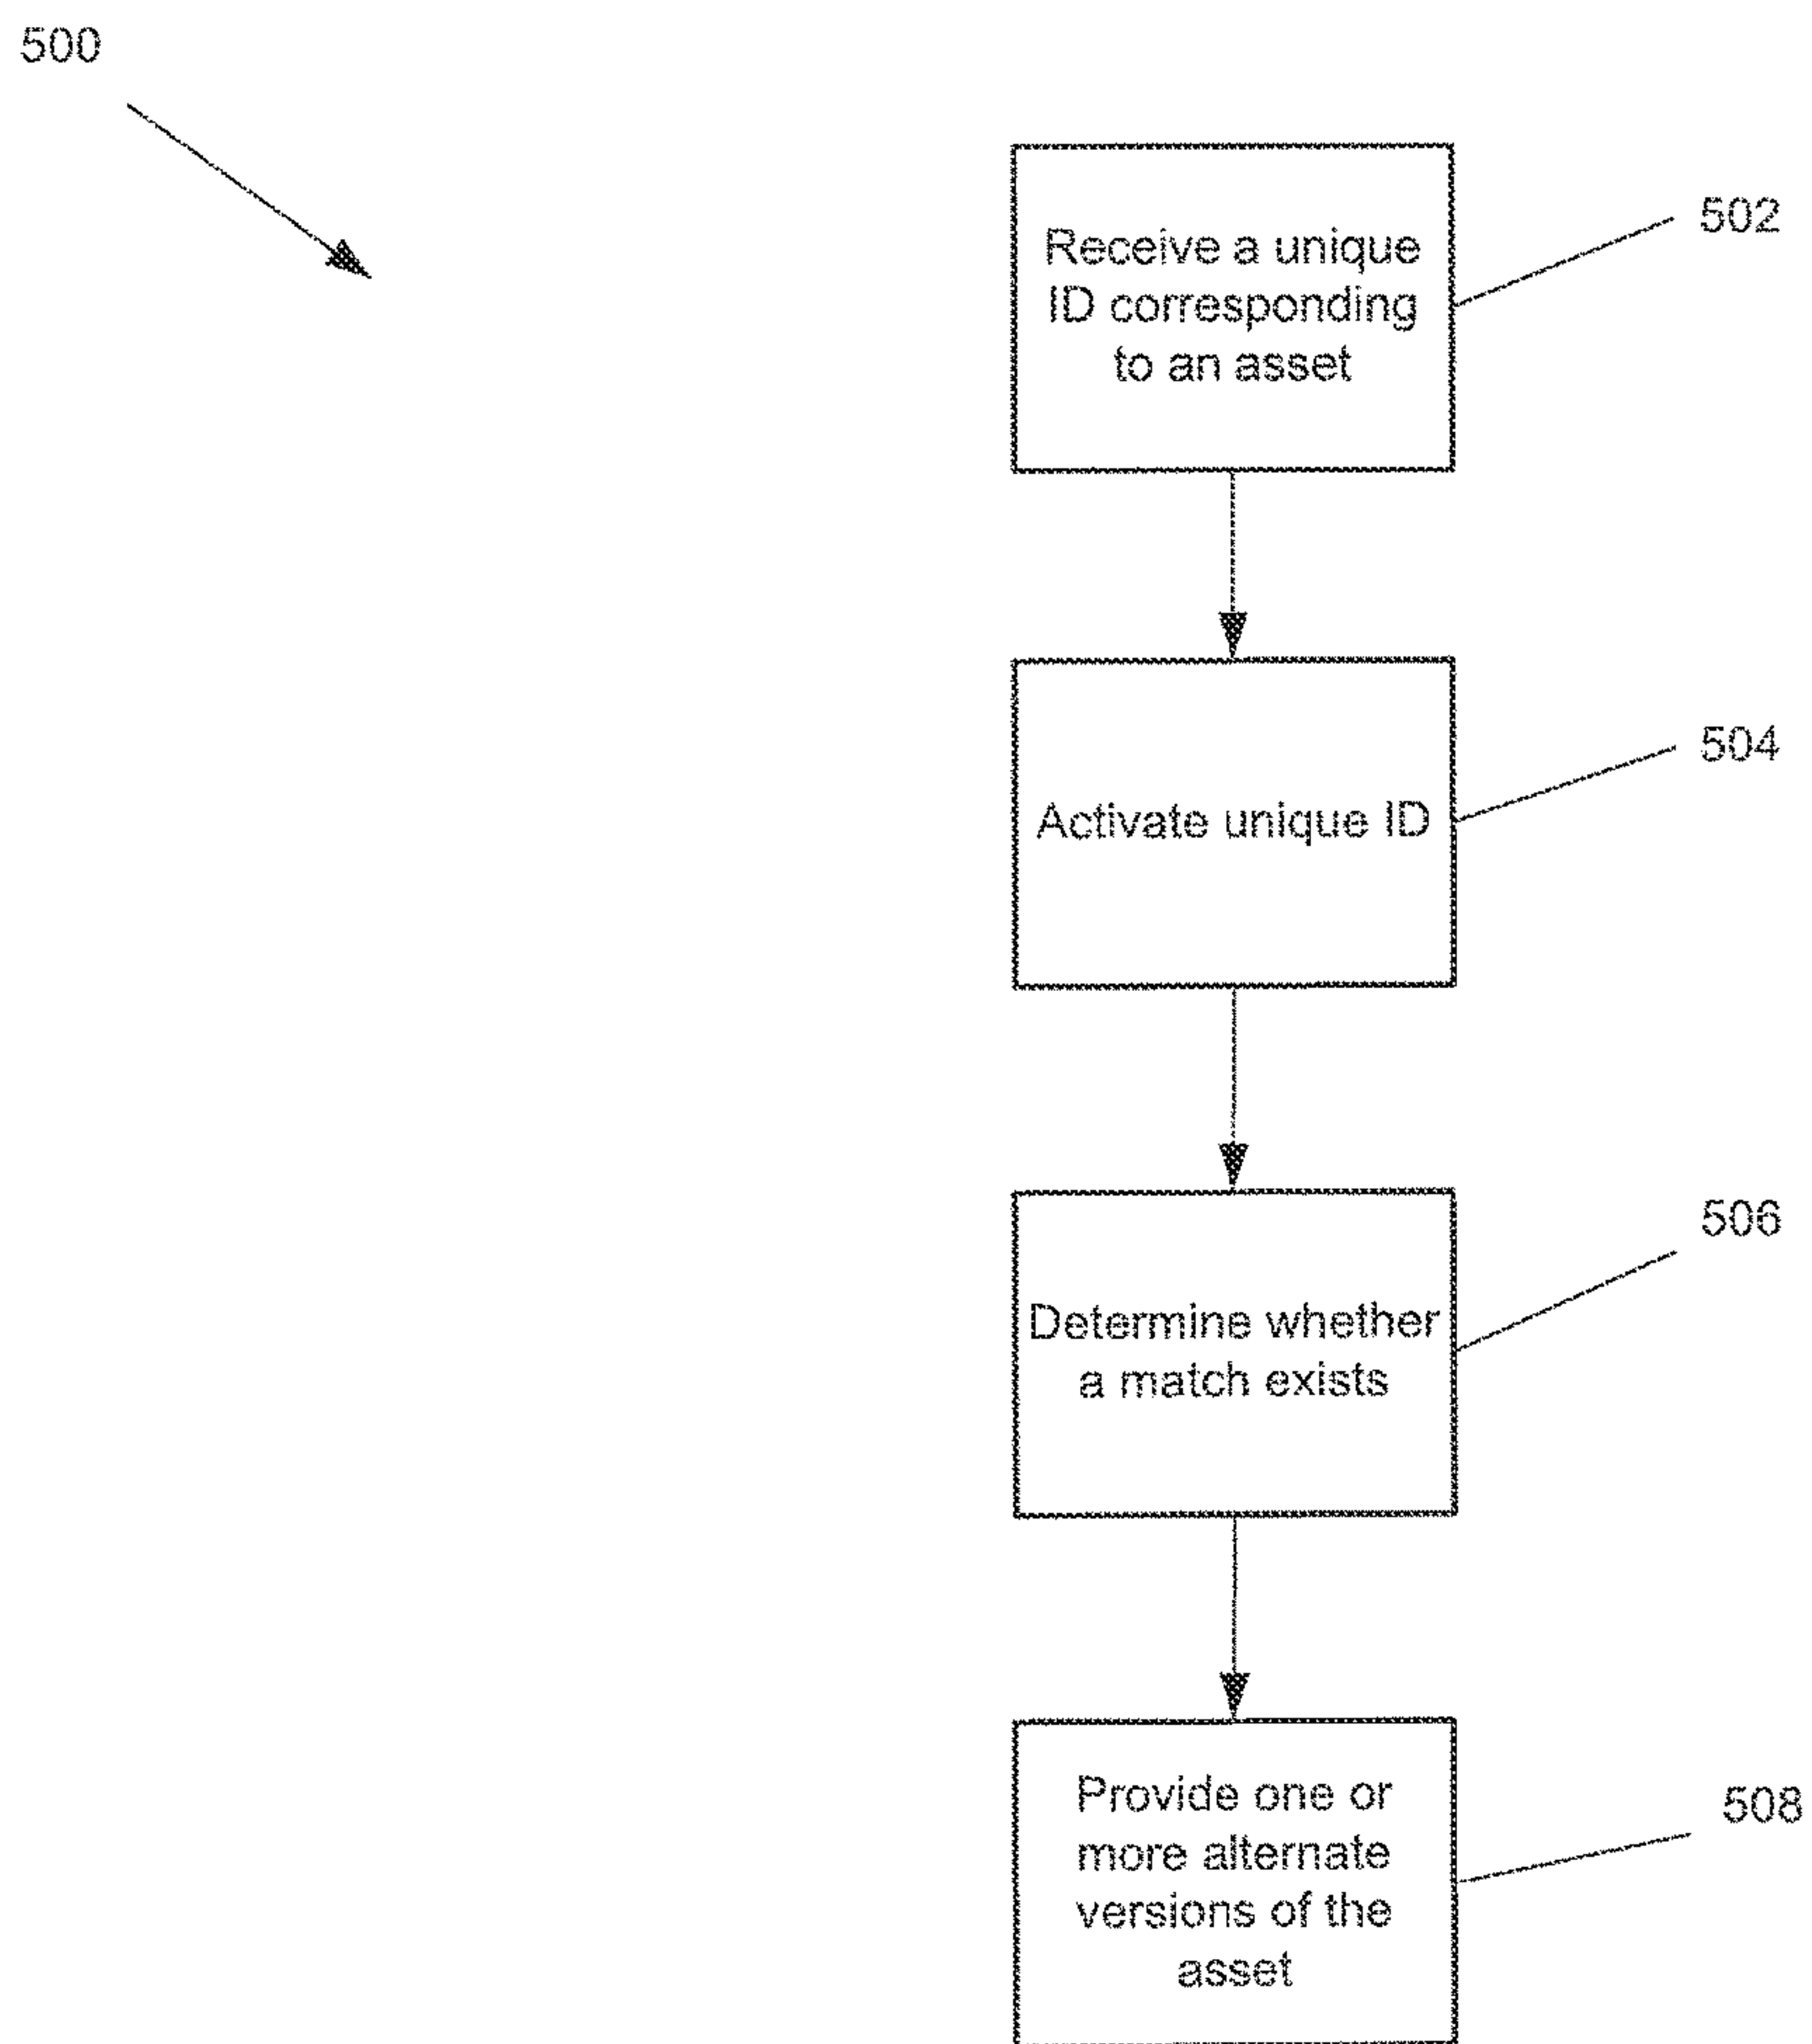 500
Receive a unique
ID corresponding
to an asset
502
Activate unique ID
504
Determine whether
a match exists
506
Provide one or
more alternate
versions of the
asset
508